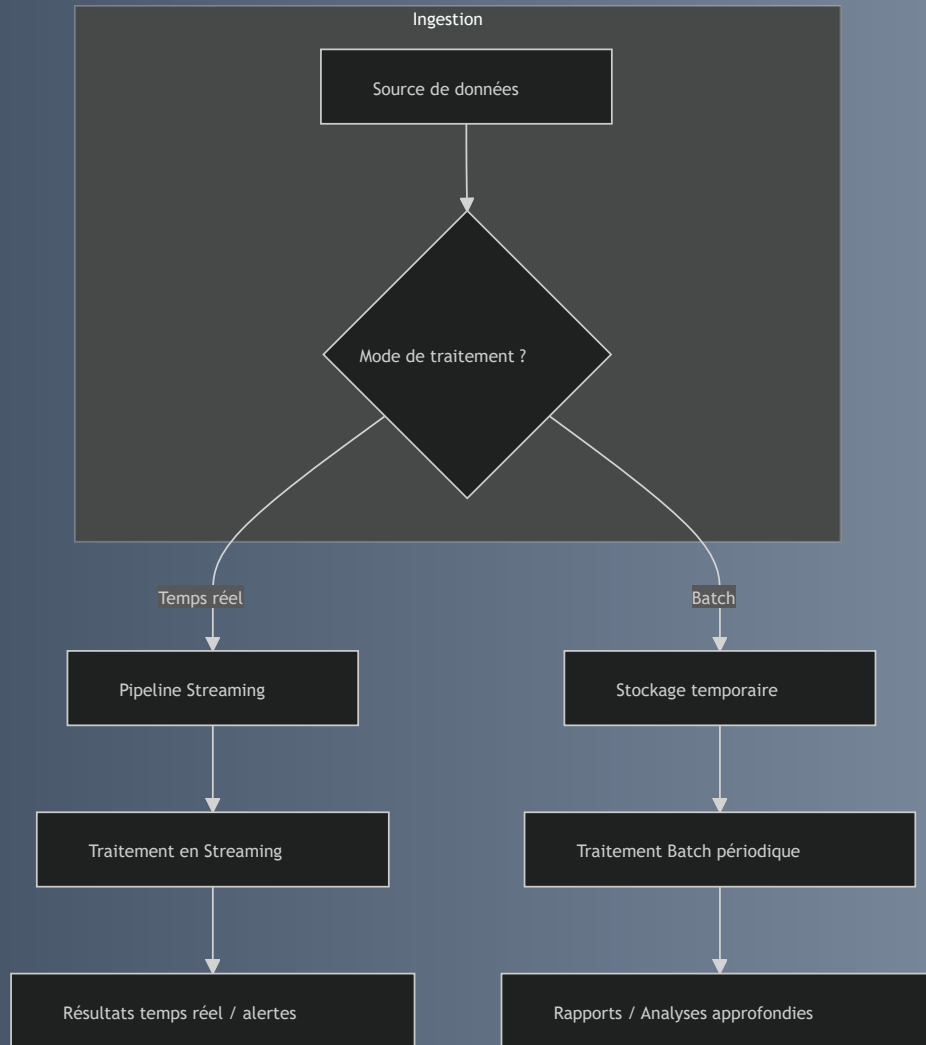 Ingestion
Source de données
Mode de traitement ?
Temps réel
Batch
Pipeline Streaming
Stockage temporaire
Traitement en Streaming
Traitement Batch périodique
Résultats temps réel / alertes
Rapports / Analyses approfondies